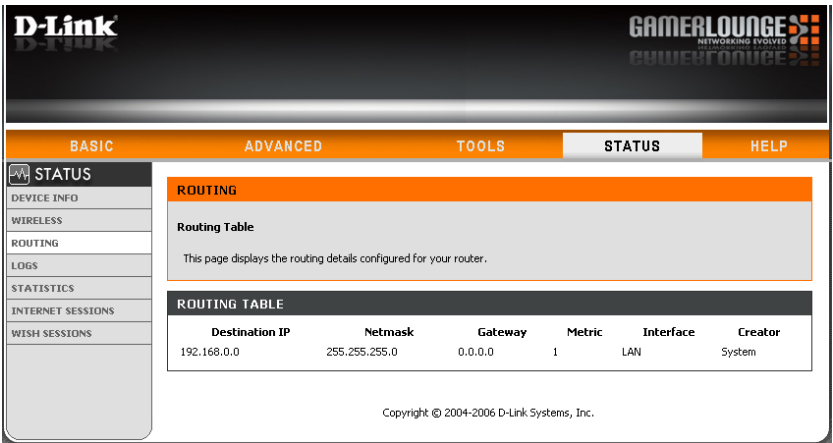 D-Link
GAMERLOUNGE
NETWORKING EVOLVED
BASIC ADVANCED TOOLS STATUS HELP
STATUS
DEVICE INFO
WIRELESS
ROUTING
LOGS
STATISTICS
INTERNET SESSIONS
WISH SESSIONS
ROUTING
Routing Table
This page displays the routing details configured for your router.
ROUTING TABLE
Destination IP Netmask Gateway Metric Interface Creator
192.168.0.0 255.255.255.0 0.0.0.0 1 LAN System
Copyright © 2004-2006 D-Link Systems, Inc.